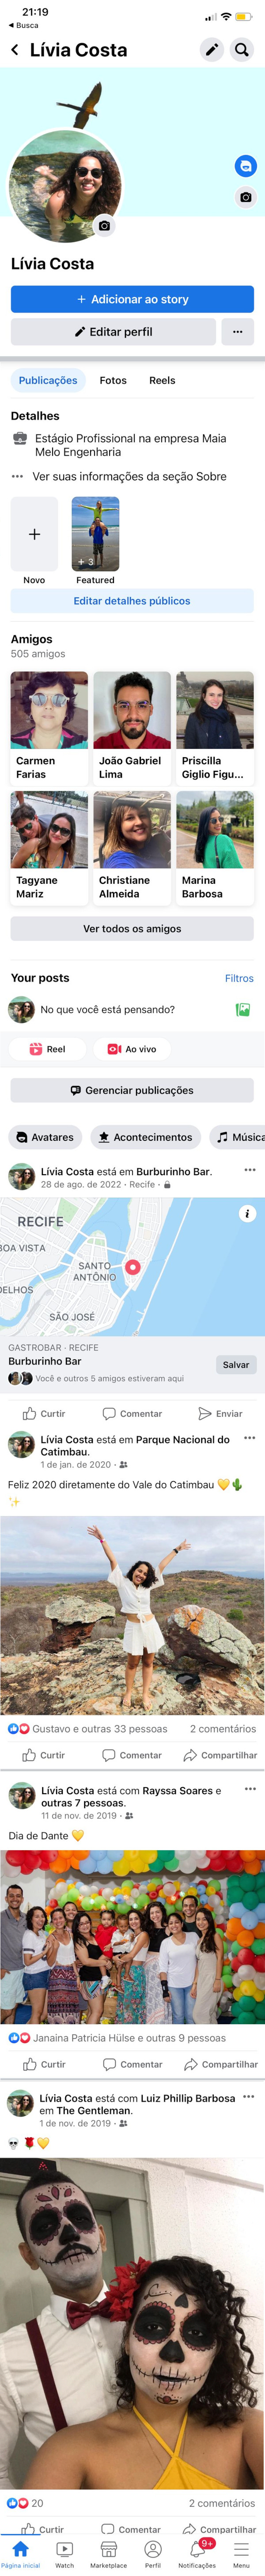 21:19
◀ Busca
Lívia Costa
Lívia Costa
+ Adicionar ao story
Editar perfil
Publicações Fotos Reels
Detalhes
Estágio Profissional na empresa Maia
Melo Engenharia
Ver suas informações da seção Sobre
+ 3
Novo Featured
Editar detalhes públicos
Amigos
505 amigos
Carmen
Farias
João Gabriel
Lima
Priscilla
Giglio Figu...
Tagyane
Mariz
Christiane
Almeida
Marina
Barbosa
Ver todos os amigos
Your posts Filtros
No que você está pensando?
Reel Ao vivo
Gerenciar publicações
Avatares Acontecimentos Música
Lívia Costa está em Burburinho Bar.
28 de ago. de 2022 · Recife ·
RECIFE
BOA VISTA
SANTO
ANTÔNIO
OELHOS
SÃO JOSÉ
GASTROBAR · RECIFE
Burburinho Bar
Salvar
Você e outros 5 amigos estiveram aqui
Curtir Comentar Enviar
Lívia Costa está em Parque Nacional do
Catimbau.
1 de jan. de 2020 ·
Feliz 2020 diretamente do Vale do Catimbau 💛🌵
✨
Gustavo e outras 33 pessoas 2 comentários
Curtir Comentar Compartilhar
Lívia Costa está com Rayssa Soares e
outras 7 pessoas.
11 de nov. de 2019 ·
Dia de Dante 💛
Janaina Patricia Hülse e outras 9 pessoas
Curtir Comentar Compartilhar
Lívia Costa está com Luiz Phillip Barbosa
em The Gentleman.
1 de nov. de 2019 ·
💀🌹💛
20 2 comentários
Curtir Comentar Compartilhar
9+
Página inicial Watch Marketplace Perfil Notificações Menu